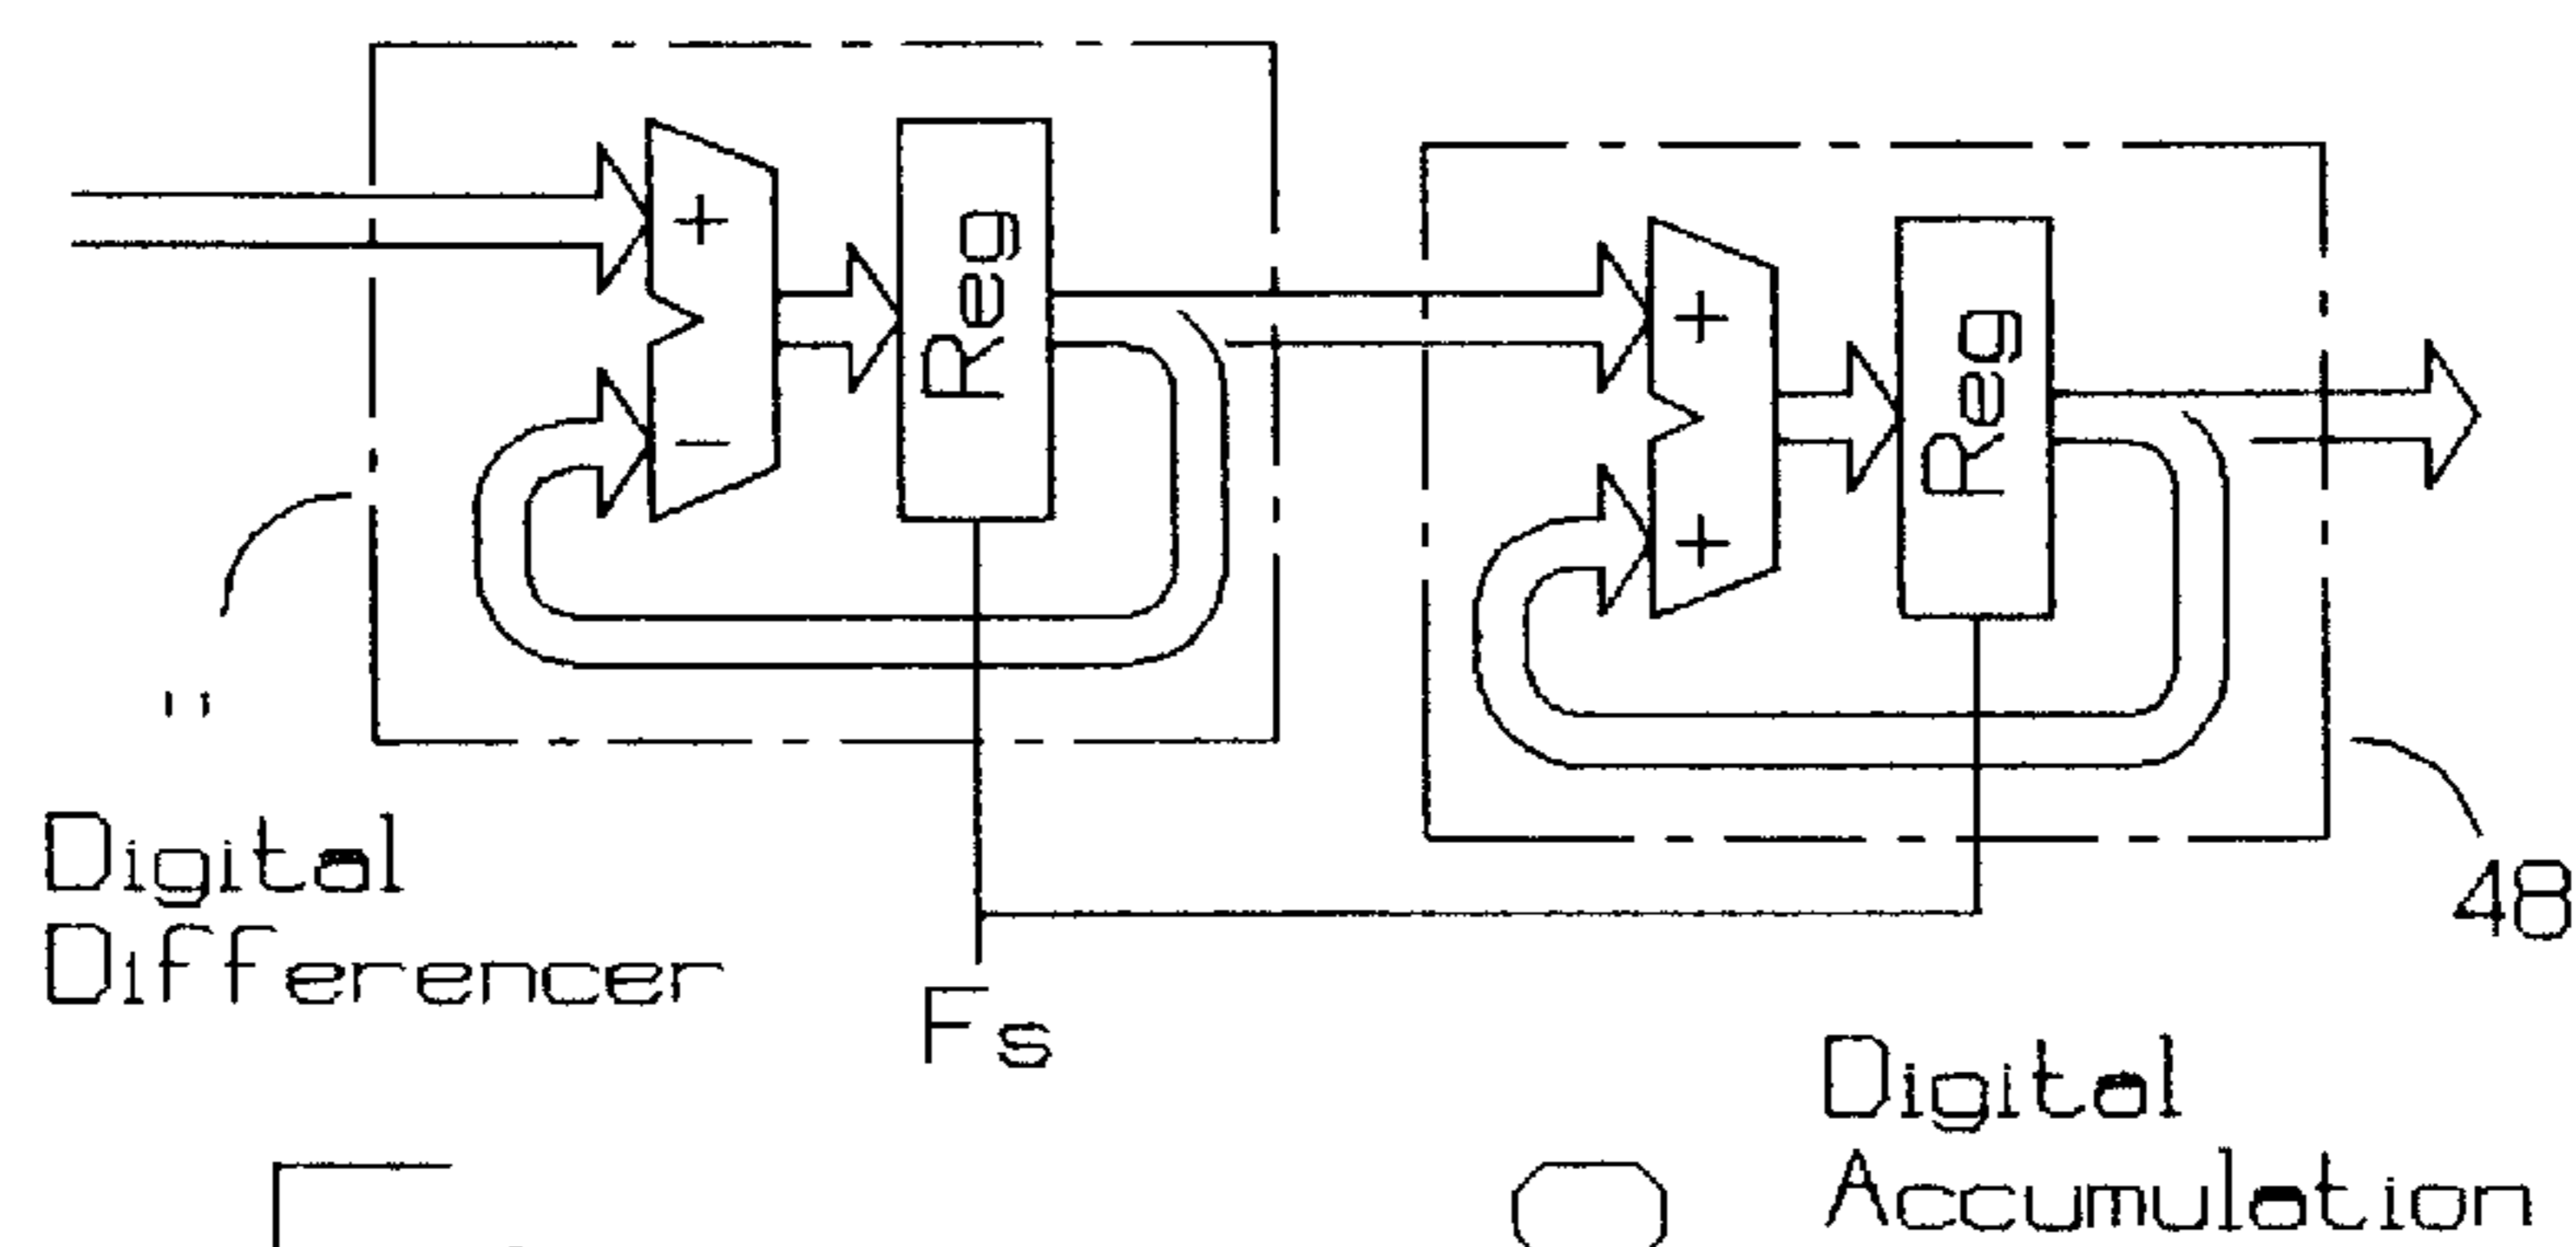 +
−
Reg
+
+
Reg
Digital
Differencer
Fs
48
Digital
Accumulation